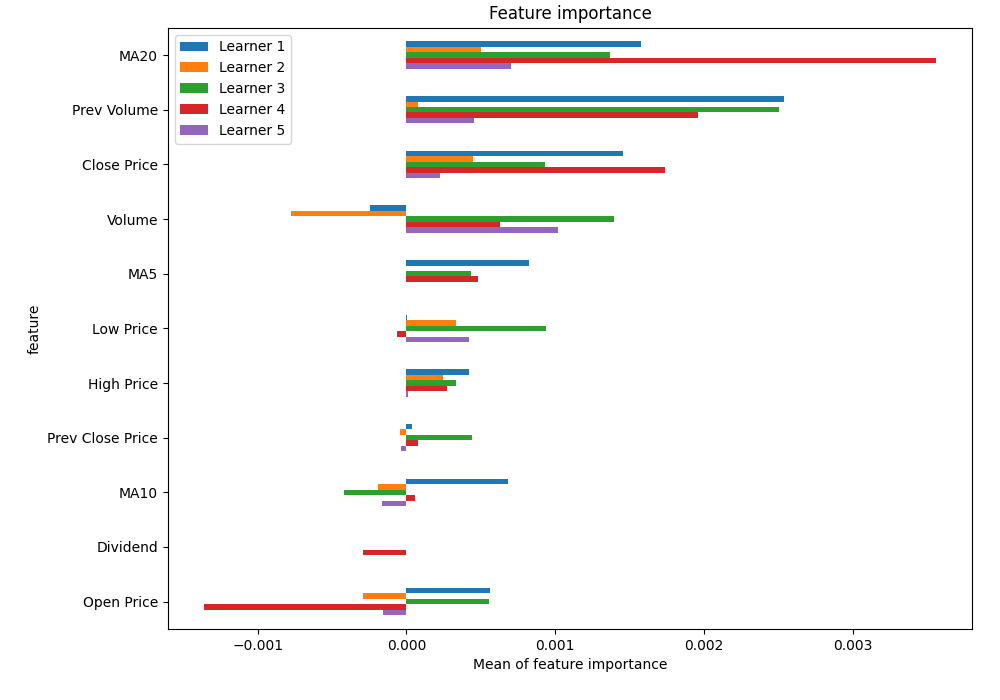 Feature importance
Learner 1
Learner 2
Learner 3
Learner 4
Learner 5
feature
MA20
Prev Volume
Close Price
Volume
MA5
Low Price
High Price
Prev Close Price
MA10
Dividend
Open Price
−0.001 0.000 0.001 0.002 0.003
Mean of feature importance